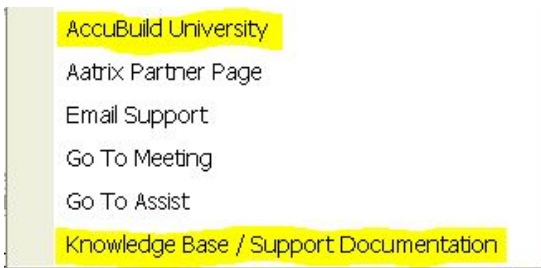 AccuBuild University
Aatrix Partner Page
Email Support
Go To Meeting
Go To Assist
Knowledge Base / Support Documentation